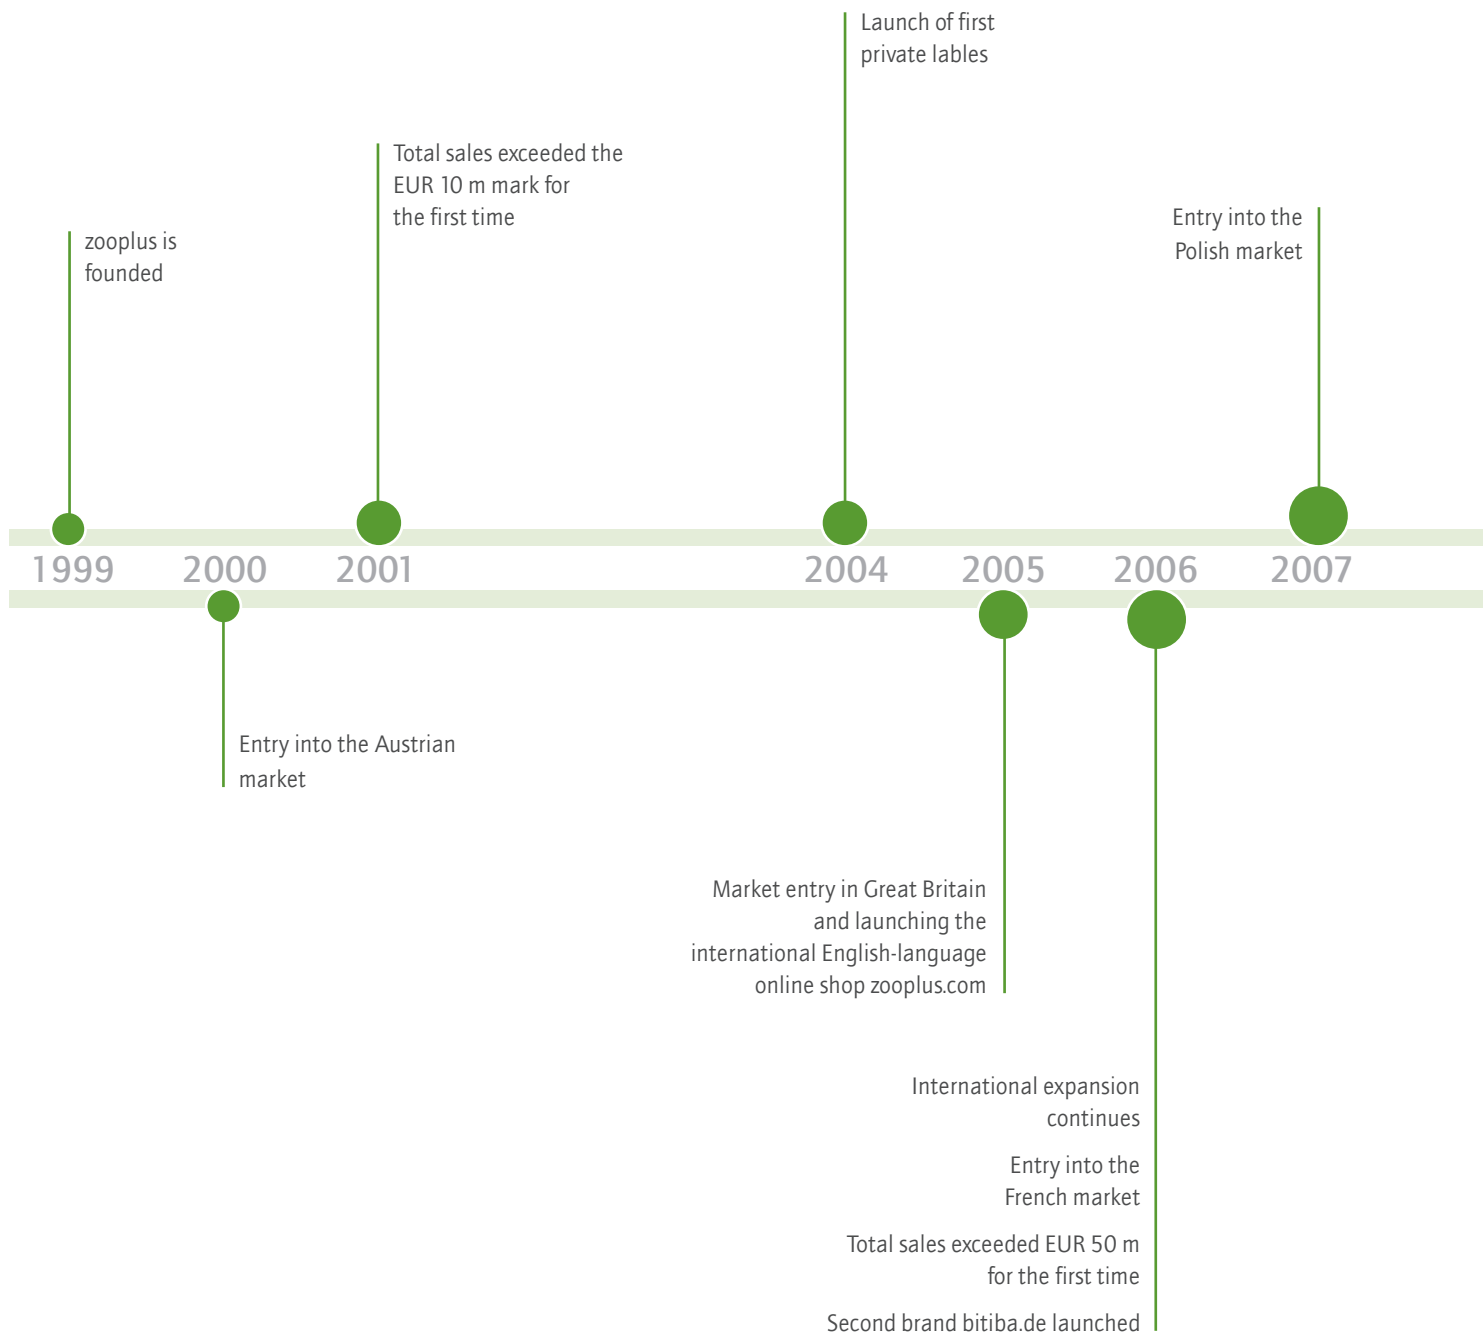 Launch of first
private lables
Total sales exceeded the
EUR 10 m mark for
the first time
zooplus is
founded
Entry into the
Polish market
1999 2000 2001 2004 2005 2006 2007
Entry into the Austrian
market
Market entry in Great Britain
and launching the
international English-language
online shop zooplus.com
International expansion
continues
Entry into the
French market
Total sales exceeded EUR 50 m
for the first time
Second brand bitiba.de launched